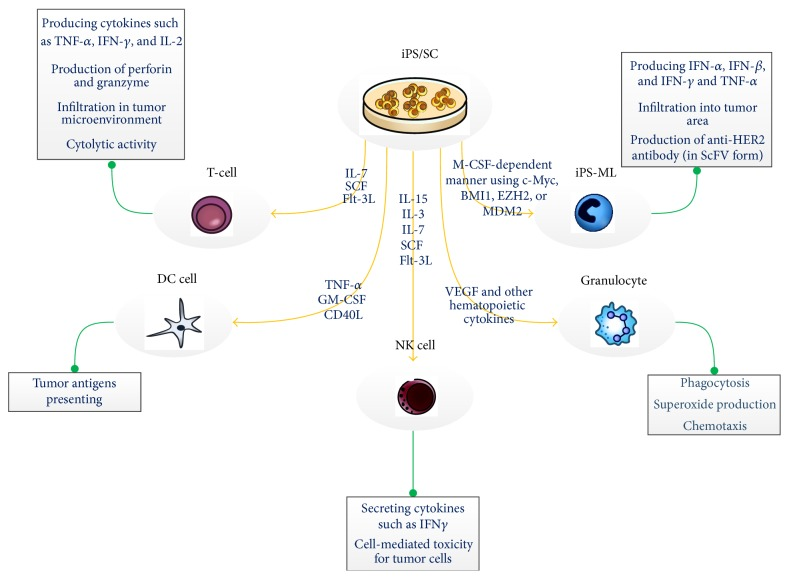 Producing cytokines such
as TNF-α, IFN-γ, and IL-2
Production of perforin
and granzyme
Infiltration in tumor
microenvironment
Cytolytic activity
iPS/SC
Producing IFN-α, IFN-β,
and IFN-γ and TNF-α
Infiltration into tumor
area
Production of anti-HER2
antibody (in ScFV form)
T-cell
IL-7
SCF
Flt-3L
IL-15
IL-3
IL-7
SCF
Flt-3L
M-CSF-dependent
manner using c-Myc,
BMI1, EZH2, or
MDM2
iPS-ML
DC cell
TNF-α
GM-CSF
CD40L
VEGF and other
hematopoietic
cytokines
Granulocyte
NK cell
Tumor antigens
presenting
Phagocytosis
Superoxide production
Chemotaxis
Secreting cytokines
such as IFNγ
Cell-mediated toxicity
for tumor cells